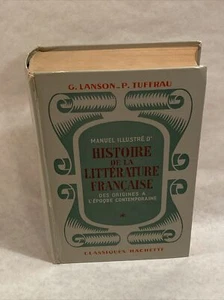 G. LANSON - P. TUFFRAU
MANUEL ILLUSTRÉ D'
HISTOIRE
DE LA
LITTÉRATURE
FRANÇAISE
DES ORIGINES A
L'ÉPOQUE CONTEMPORAINE
CLASSIQUES HACHETTE